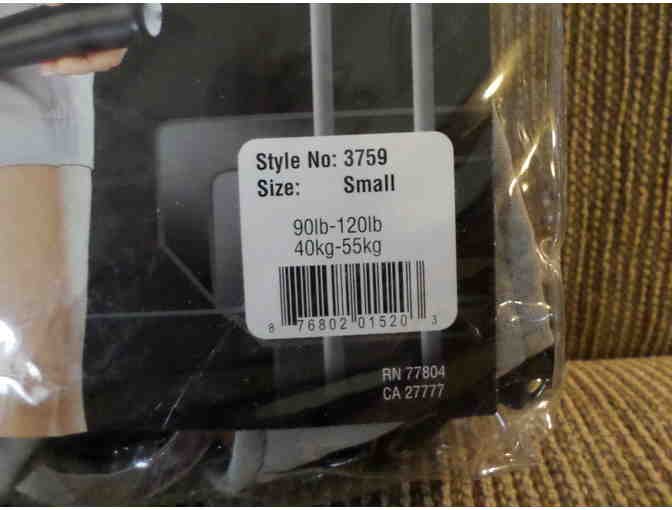 Style No: 3759
Size: Small
90lb-120lb
40kg-55kg
8 76802 01520 3
RN 77804
CA 27777